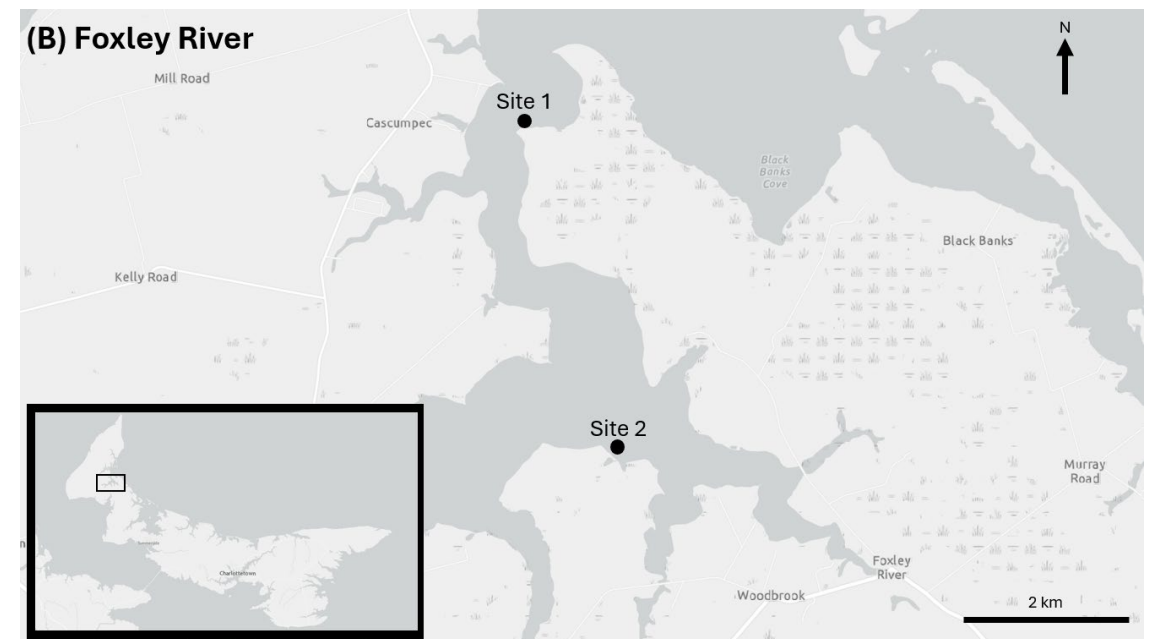 (B) Foxley River
N
Mill Road
Site 1
Cascumpec
Black
Banks
Cove
Black Banks
Kelly Road
Site 2
Murray
Road
Foxley
River
Woodbrook
2 km
Charlottetown